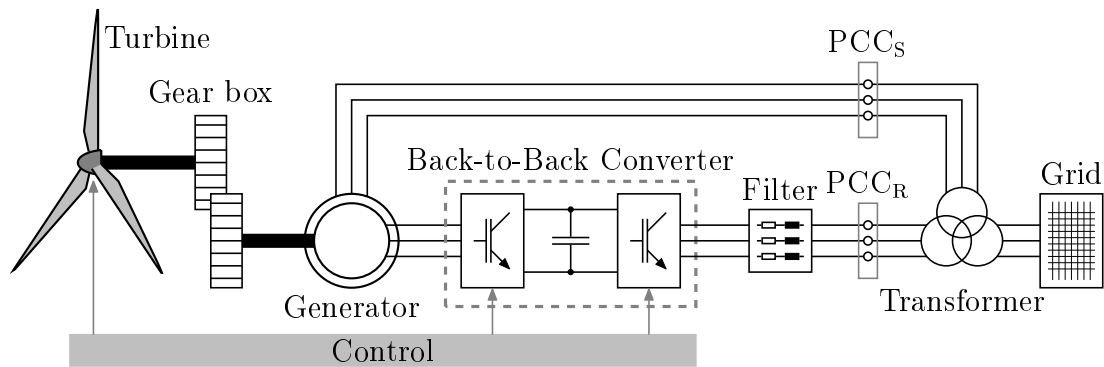 Turbine
PCC_S
Gear box
Back-to-Back Converter
Filter
PCC_R
Grid
Generator
Transformer
Control